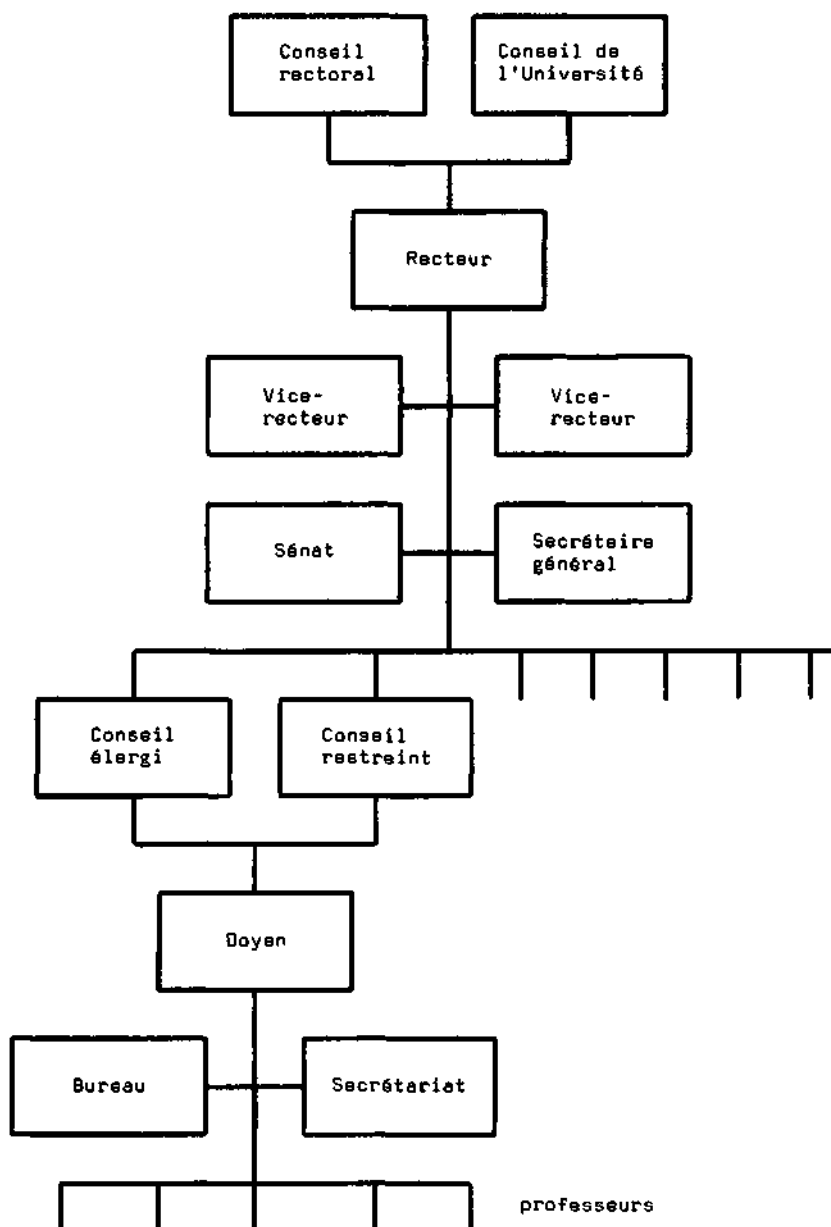 Conseil
rectoral
Conseil de
l'Université
Recteur
Vice-
recteur
Vice-
recteur
Sénat
Secrétaire
général
Conseil
élargi
Conseil
restreint
Doyen
Bureau
Secrétariat
professeurs